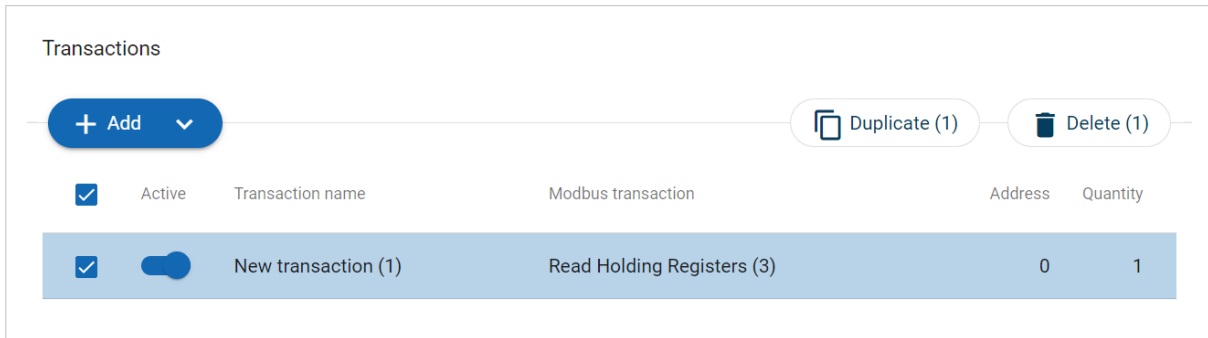 Transactions
Add Duplicate (1) Delete (1)
Active Transaction name Modbus transaction Address Quantity
New transaction (1) Read Holding Registers (3) 0 1